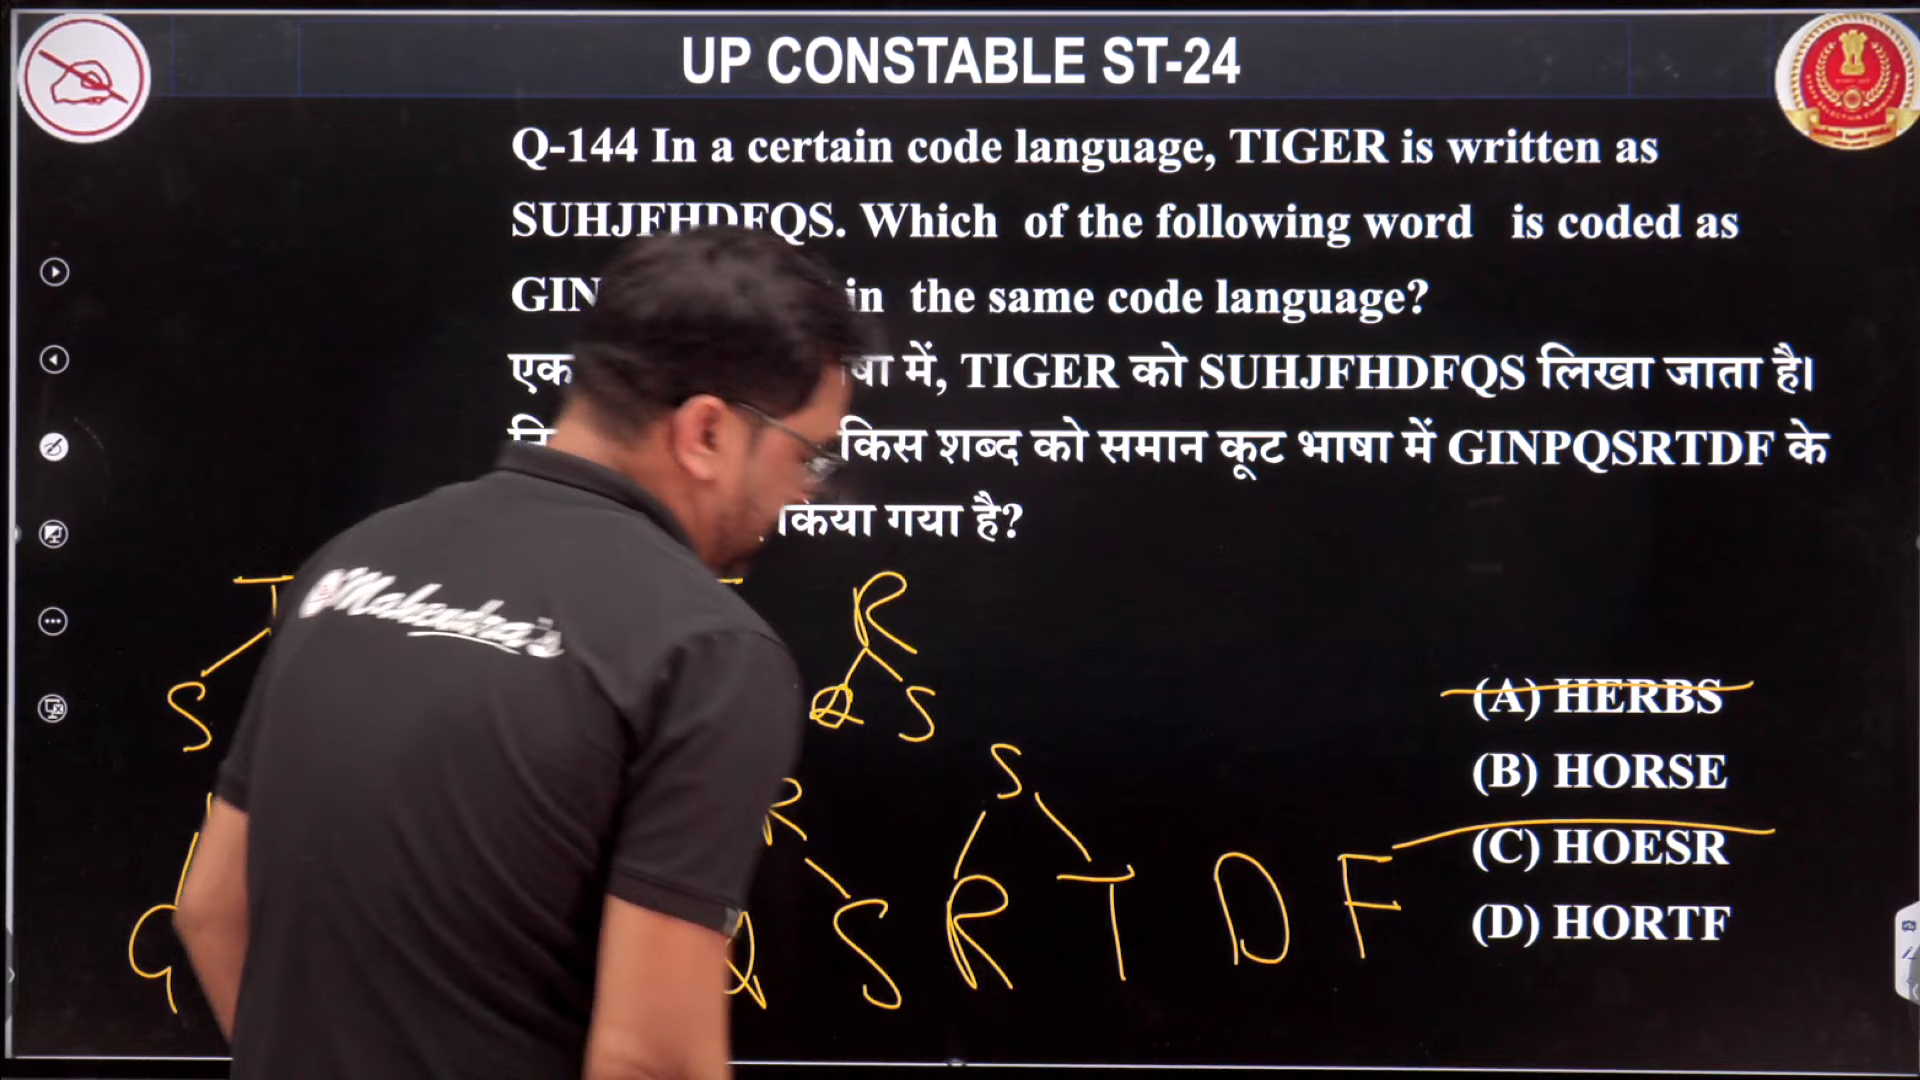 UP CONSTABLE ST-24
Q-144 In a certain code language, TIGER is written as
SUHJFHDFQS. Which of the following word is coded as
GIN in the same code language?
एक में, TIGER को SUHJFHDFQS लिखा जाता है।
किस शब्द को समान कूट भाषा में GINPQSRTDF के
किया गया है?
T R
S Q S
(A) HERBS
S
(B) HORSE
R
(C) HOESR
G Q S R T D F
(D) HORTF
Mahendra's